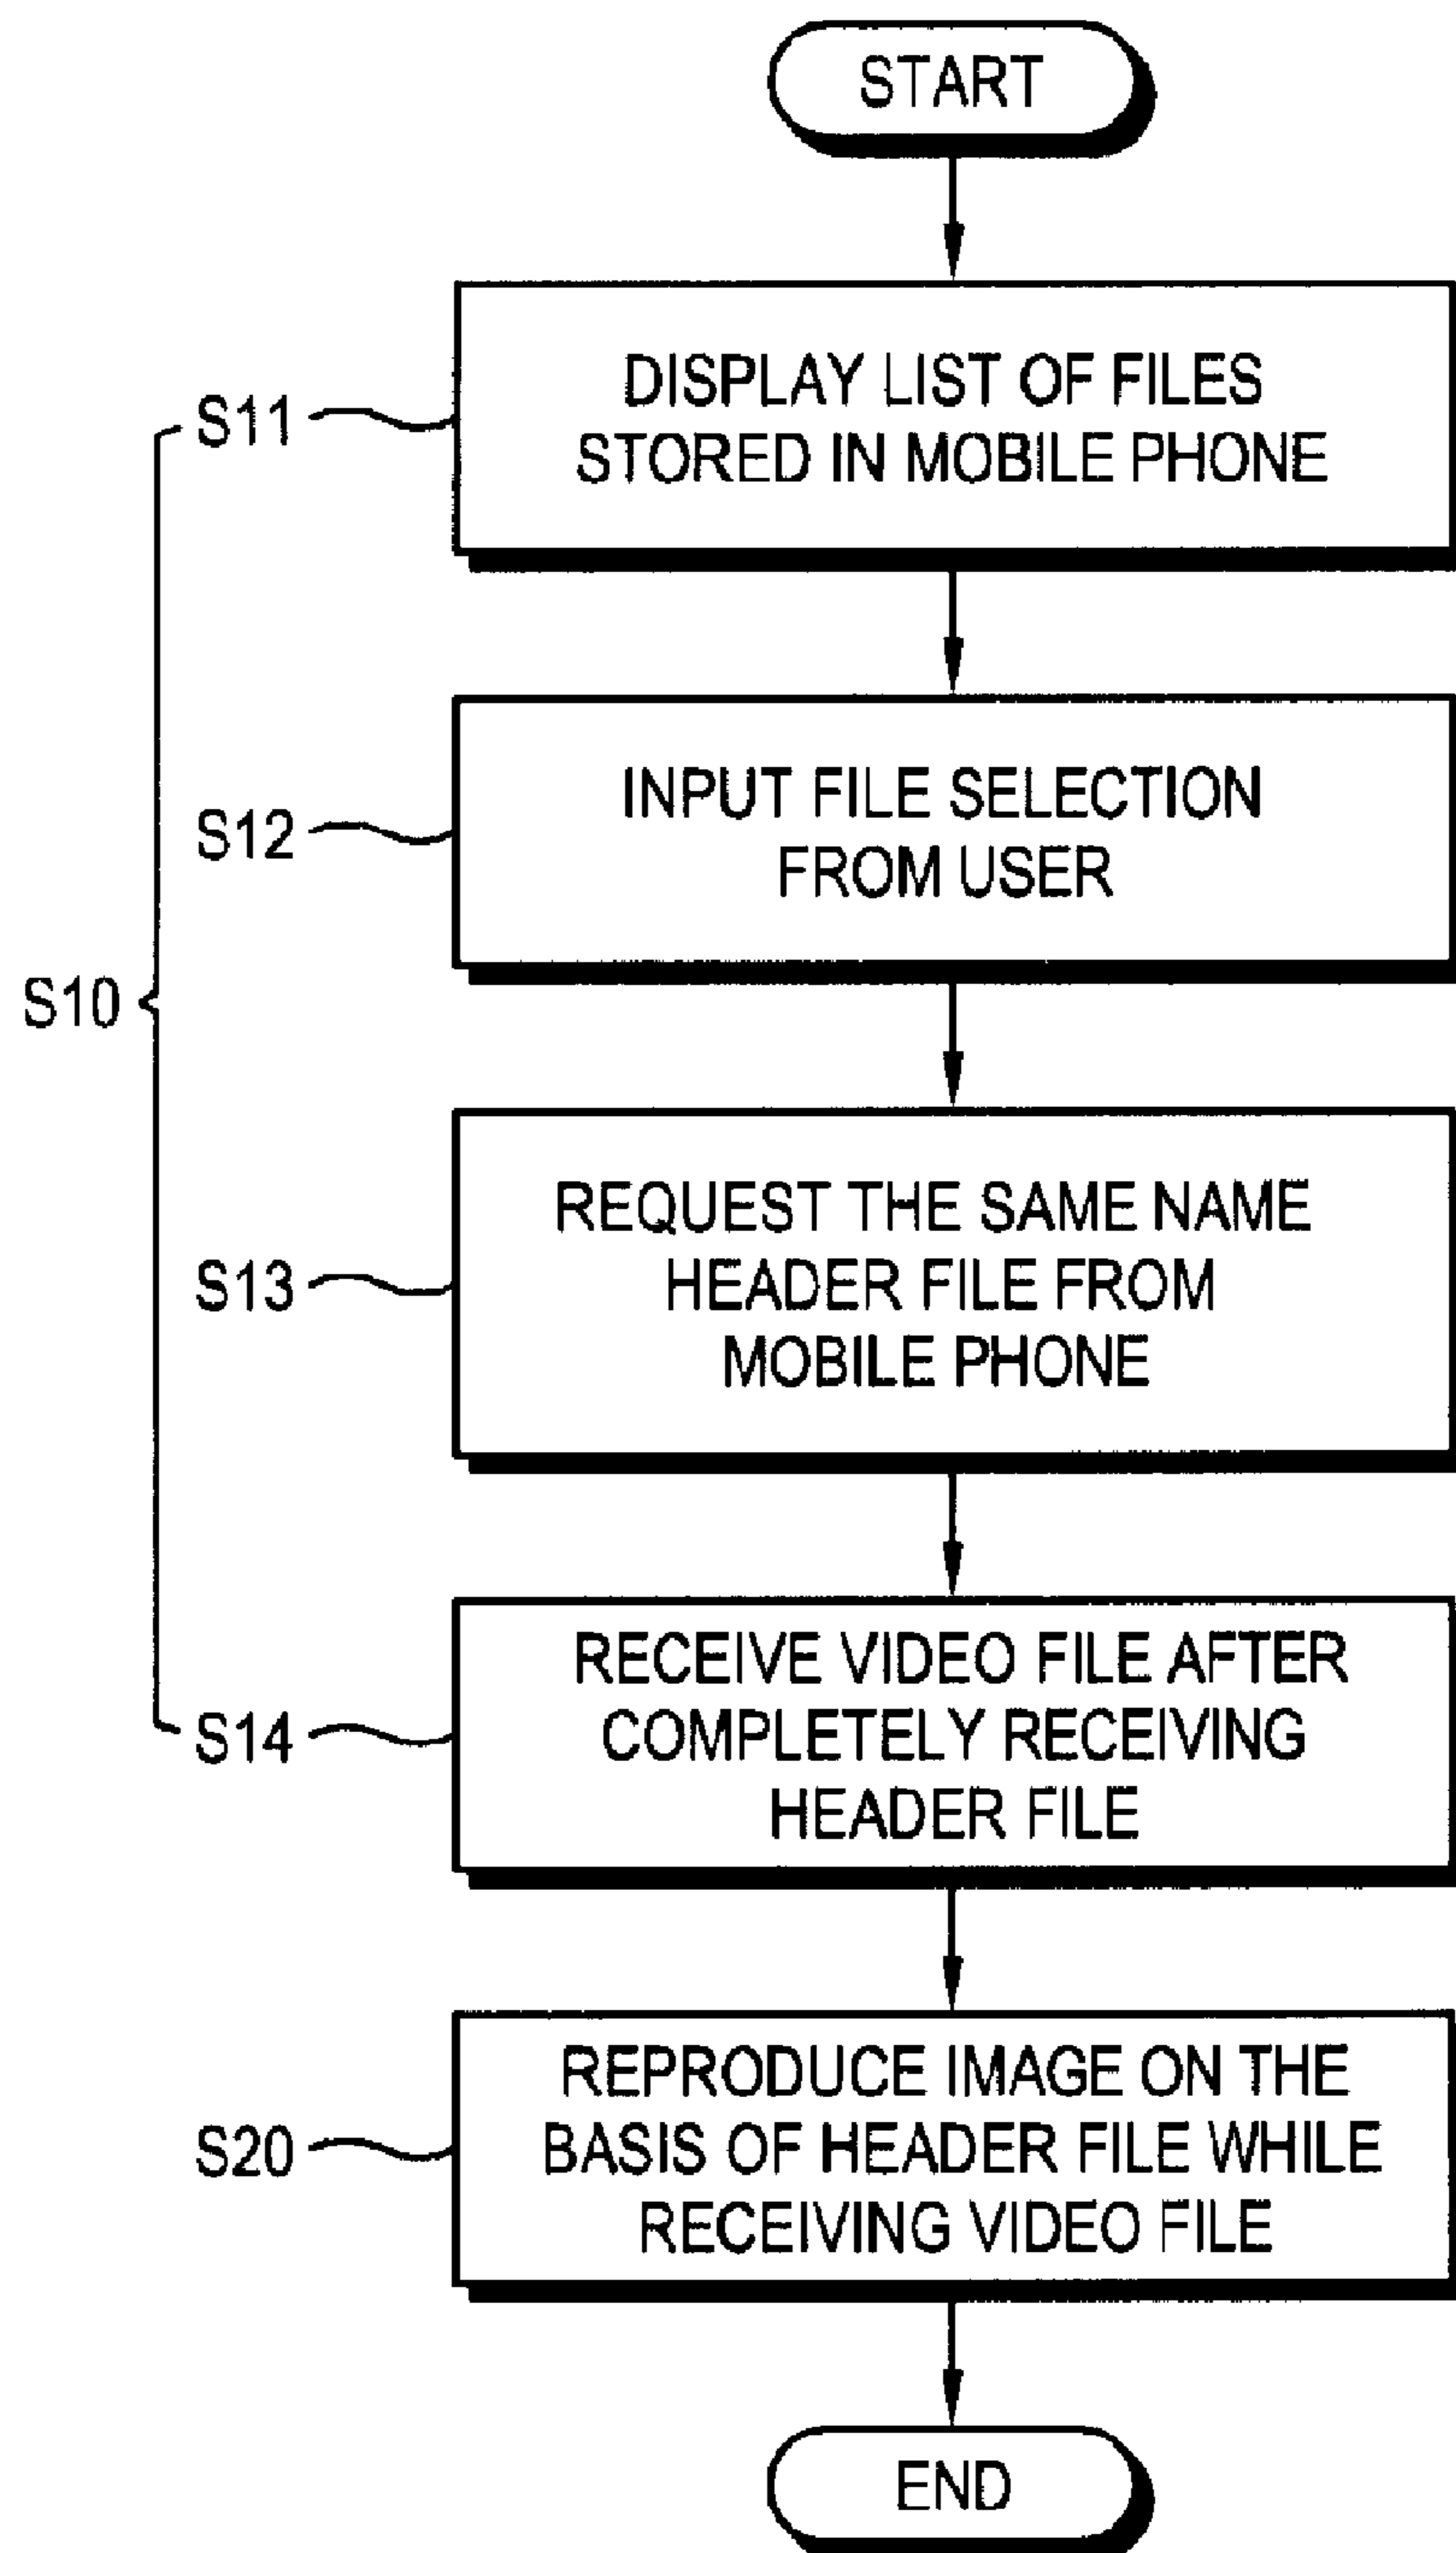 START
DISPLAY LIST OF FILES
STORED IN MOBILE PHONE
S11
INPUT FILE SELECTION
FROM USER
S12
S10
REQUEST THE SAME NAME
HEADER FILE FROM
MOBILE PHONE
S13
RECEIVE VIDEO FILE AFTER
COMPLETELY RECEIVING
HEADER FILE
S14
REPRODUCE IMAGE ON THE
BASIS OF HEADER FILE WHILE
RECEIVING VIDEO FILE
S20
END